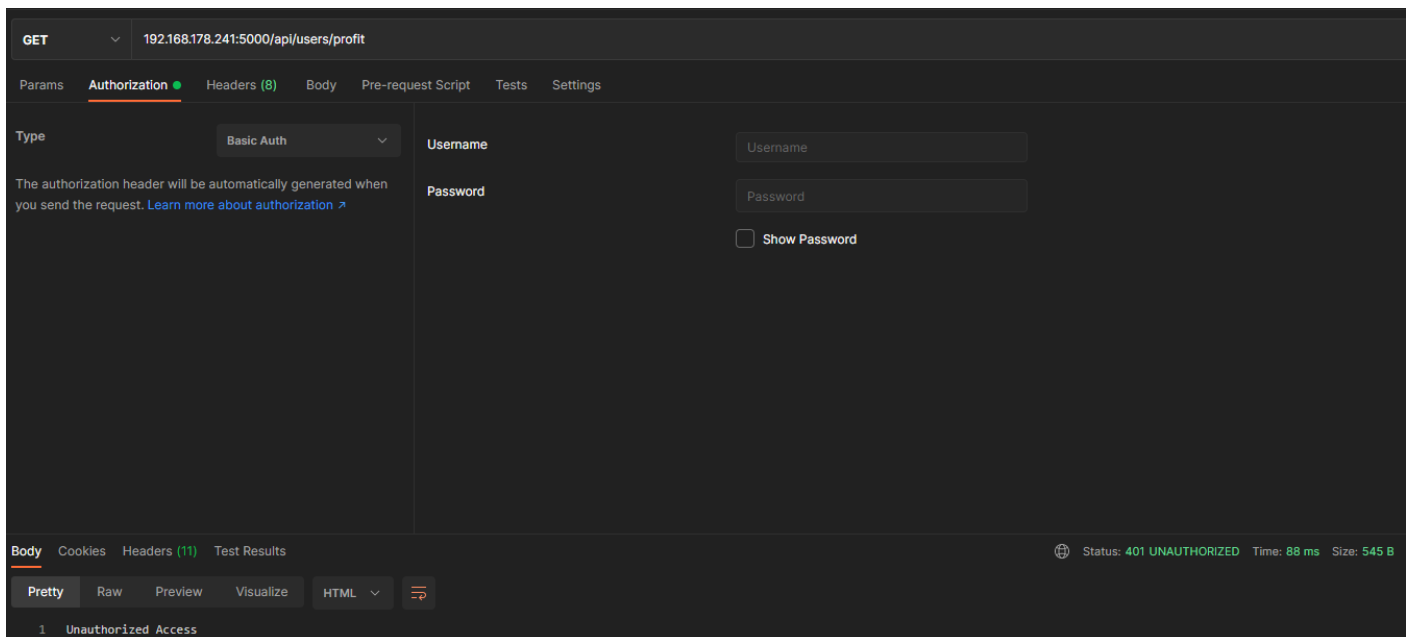 GET 192.168.178.241:5000/api/users/profit
Params Authorization Headers (8) Body Pre-request Script Tests Settings
Type Basic Auth
The authorization header will be automatically generated when
you send the request. Learn more about authorization ↗
Username Username
Password Password
Show Password
Body Cookies Headers (11) Test Results Status: 401 UNAUTHORIZED Time: 88 ms Size: 545 B
Pretty Raw Preview Visualize HTML
1 Unauthorized Access